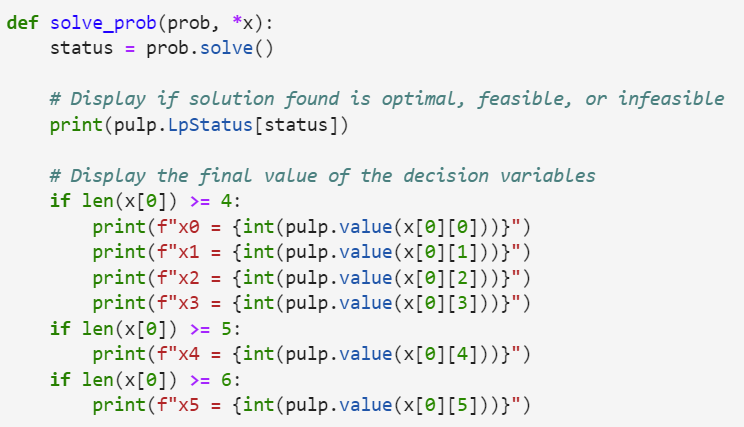 def solve_prob(prob, *x):
    status = prob.solve()

    # Display if solution found is optimal, feasible, or infeasible
    print(pulp.LpStatus[status])

    # Display the final value of the decision variables
    if len(x[0]) >= 4:
        print(f"x0 = {int(pulp.value(x[0][0]))}")
        print(f"x1 = {int(pulp.value(x[0][1]))}")
        print(f"x2 = {int(pulp.value(x[0][2]))}")
        print(f"x3 = {int(pulp.value(x[0][3]))}")
    if len(x[0]) >= 5:
        print(f"x4 = {int(pulp.value(x[0][4]))}")
    if len(x[0]) >= 6:
        print(f"x5 = {int(pulp.value(x[0][5]))}")